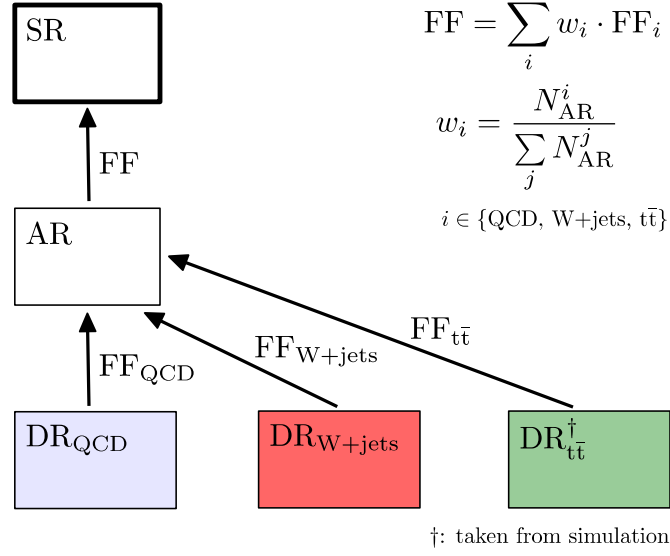 SR
FF = ∑_i w_i · FF_i
w_i = N^i_AR / ∑_j N^j_AR
i ∈ {QCD, W+jets, tt̄}
FF
AR
FF_tt̄
FF_W+jets
FF_QCD
DR_QCD
DR_W+jets
DR^†_tt̄
†: taken from simulation